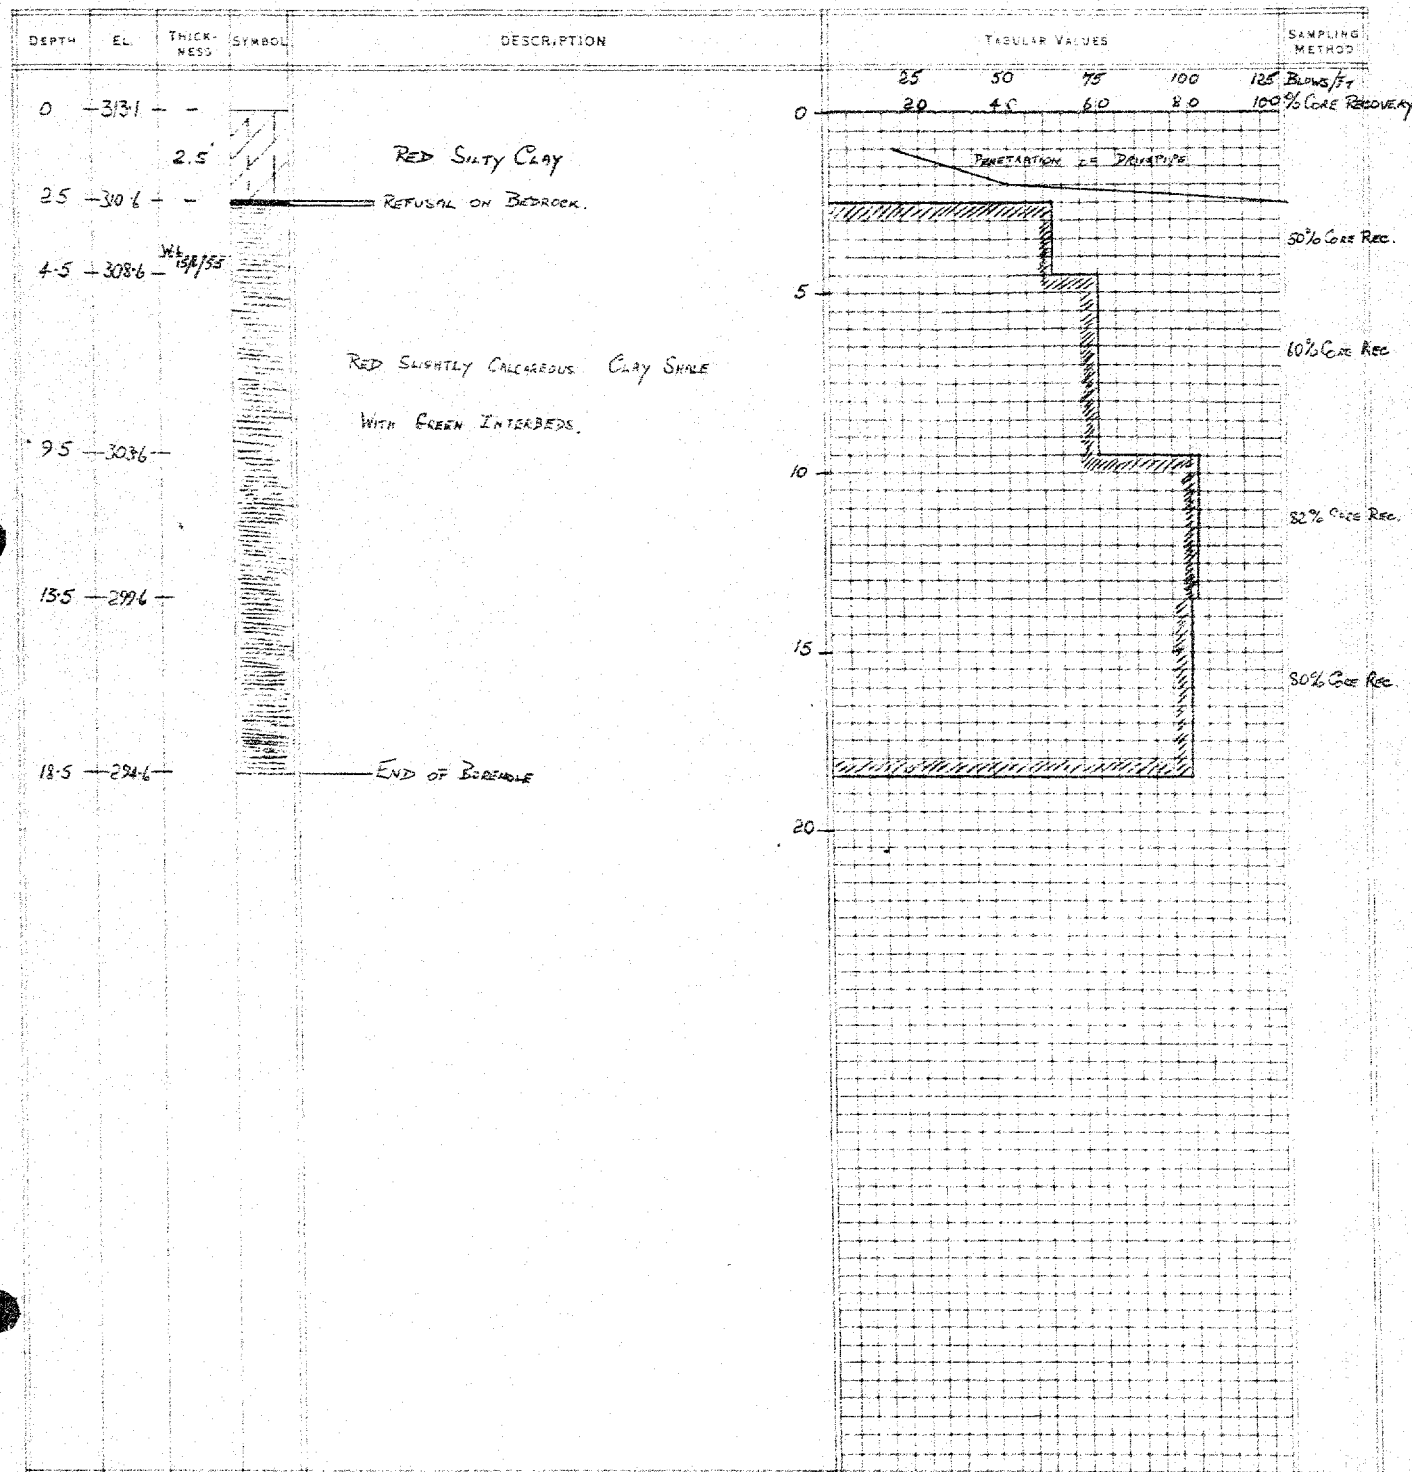 DEPTH EL. THICK-NESS SYMBOL DESCRIPTION TABULAR VALUES SAMPLING METHOD
25 50 75 100 125 BLOWS/FT
20 40 60 80 100 % CORE RECOVERY
0 -313.1 - -
0
2.5' RED SILTY CLAY
PENETRATION OF DRIVEPIPE
2.5 -310.6 - - REFUSAL ON BEDROCK.
50% CORE REC.
4.5 -308.6 - W.L.
5
60% CORE REC
RED SLIGHTLY CALCAREOUS CLAY SHALE
WITH GREEN INTERBEDS.
9.5 -303.6 -
10
82% CORE REC.
13.5 -299.6 -
15
80% CORE REC.
18.5 -294.6 - END OF BOREHOLE
20